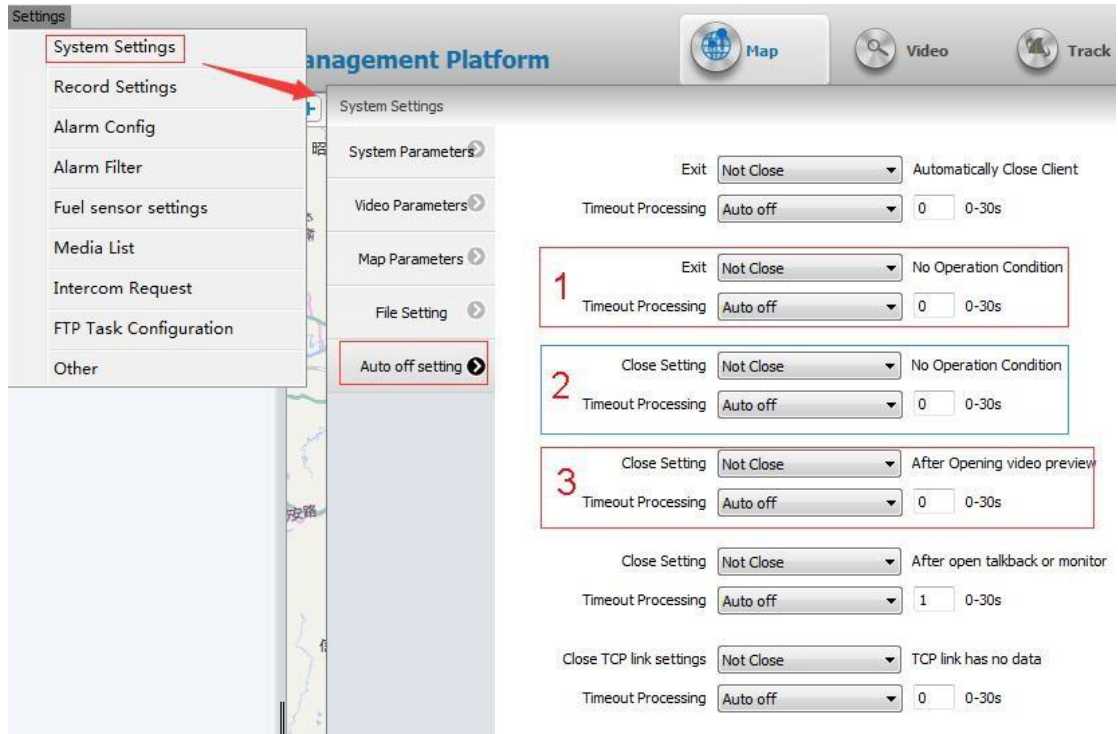 Settings
System Settings
Record Settings
Alarm Config
Alarm Filter
Fuel sensor settings
Media List
Intercom Request
FTP Task Configuration
Other
anagement Platform
Map
Video
Track
System Settings
System Parameters
Video Parameters
Map Parameters
File Setting
Auto off setting
Exit Not Close Automatically Close Client
Timeout Processing Auto off 0 0-30s
1
Exit Not Close No Operation Condition
Timeout Processing Auto off 0 0-30s
2
Close Setting Not Close No Operation Condition
Timeout Processing Auto off 0 0-30s
3
Close Setting Not Close After Opening video preview
Timeout Processing Auto off 0 0-30s
Close Setting Not Close After open talkback or monitor
Timeout Processing Auto off 1 0-30s
Close TCP link settings Not Close TCP link has no data
Timeout Processing Auto off 0 0-30s
昭
安路
信